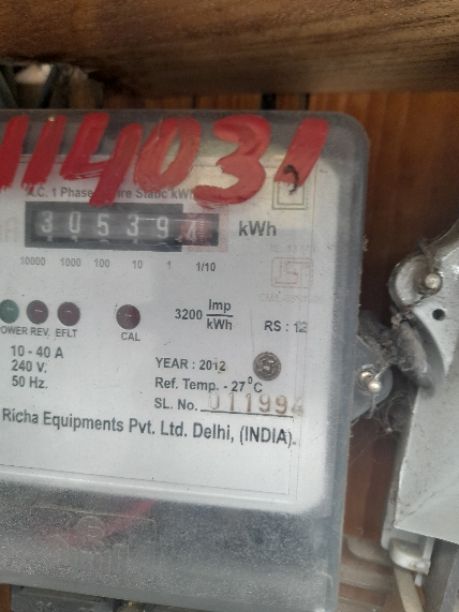 114031
A.C. 1 Phase Wire Static kWh
30539 kWh
10000 1000 100 10 1 1/10
POWER REV. EFLT CAL
3200 Imp/kWh RS : 12
10 - 40 A
240 V.
50 Hz.
YEAR : 2012
Ref. Temp. - 27°C
SL. No. 011994
Richa Equipments Pvt. Ltd. Delhi, (INDIA).